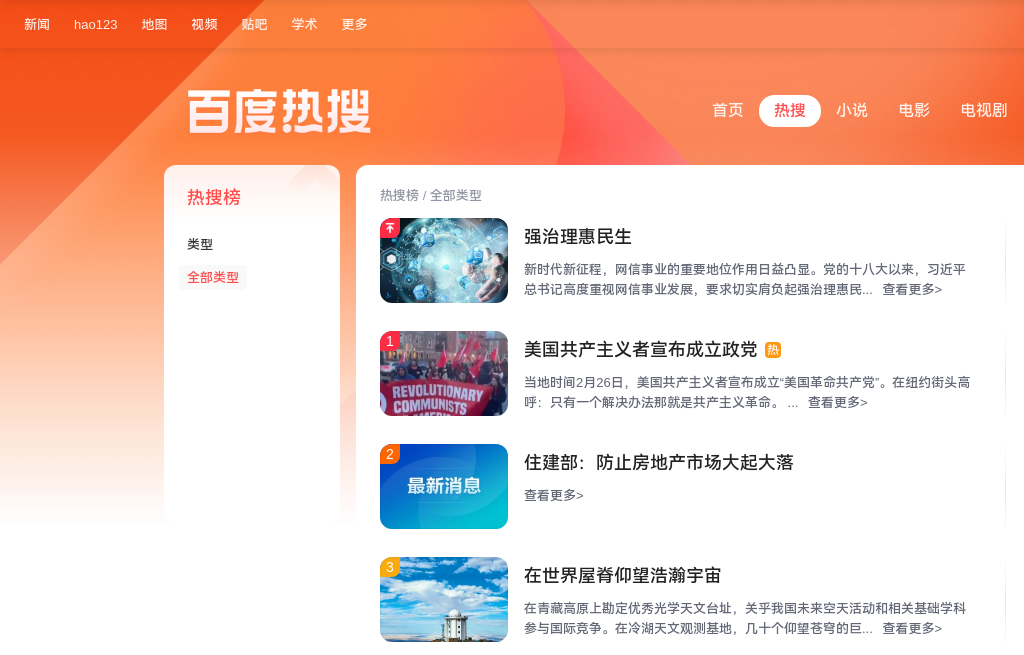 新闻 hao123 地图 视频 贴吧 学术 更多
百度热搜
首页 热搜 小说 电影 电视剧
热搜榜
类型
全部类型
热搜榜 / 全部类型
强治理惠民生
新时代新征程，网信事业的重要地位作用日益凸显。党的十八大以来，习近平
总书记高度重视网信事业发展，要求切实肩负起强治理惠民... 查看更多>
1
REVOLUTIONARY
COMMUNISTS
美国共产主义者宣布成立政党 热
当地时间2月26日，美国共产主义者宣布成立“美国革命共产党”。在纽约街头高
呼：只有一个解决办法那就是共产主义革命。 ... 查看更多>
2
最新消息
住建部：防止房地产市场大起大落
查看更多>
3
在世界屋脊仰望浩瀚宇宙
在青藏高原上勘定优秀光学天文台址，关乎我国未来空天活动和相关基础学科
参与国际竞争。在冷湖天文观测基地，几十个仰望苍穹的巨... 查看更多>